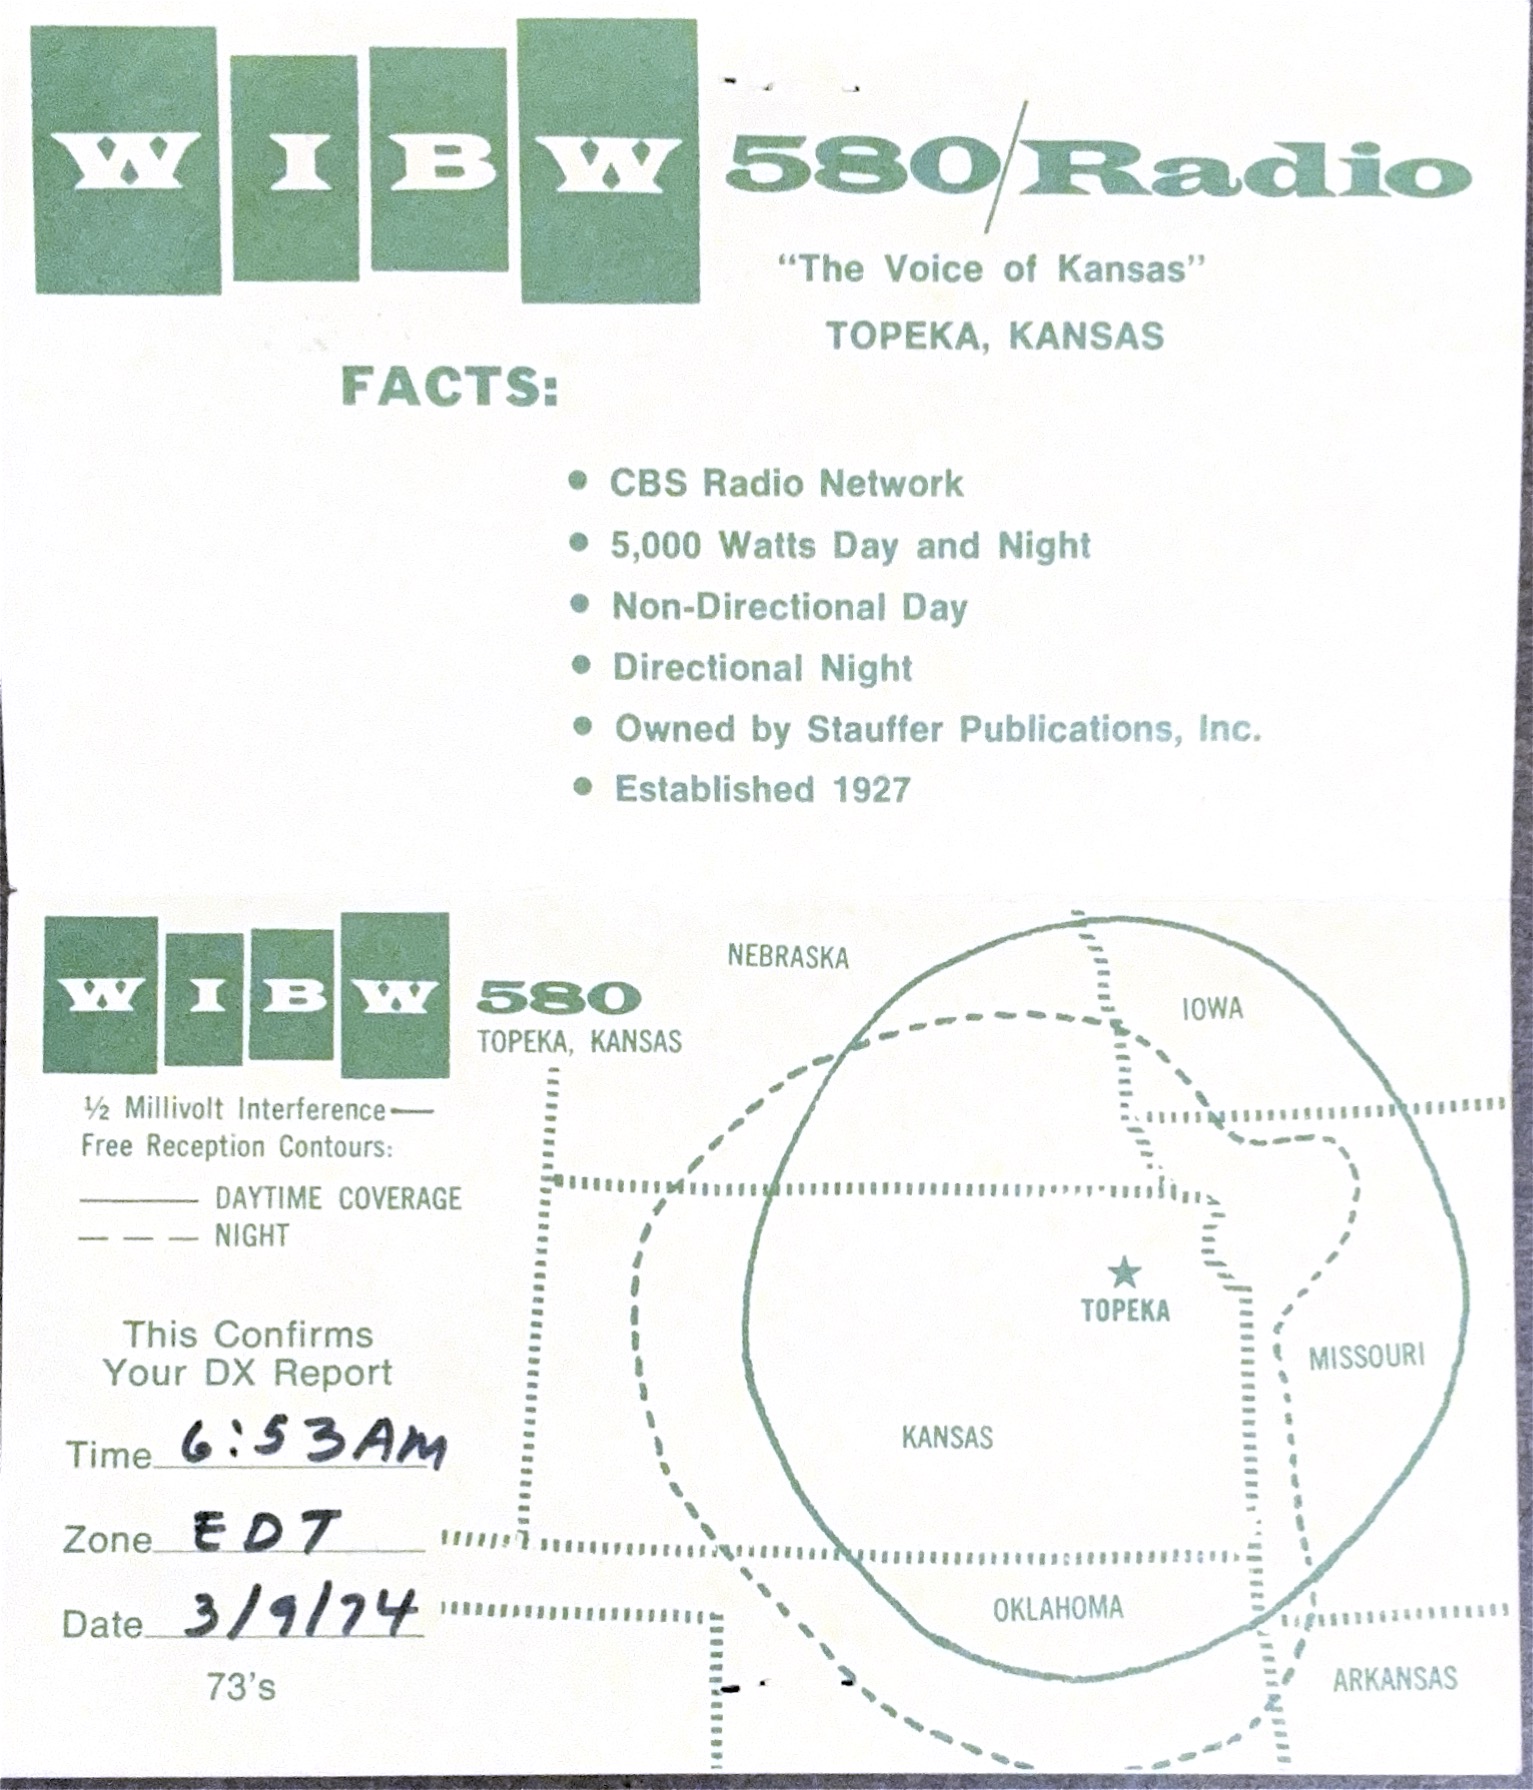 WIBW 580/Radio
"The Voice of Kansas"
TOPEKA, KANSAS
FACTS:
• CBS Radio Network
• 5,000 Watts Day and Night
• Non-Directional Day
• Directional Night
• Owned by Stauffer Publications, Inc.
• Established 1927
WIBW 580
TOPEKA, KANSAS
½ Millivolt Interference—
Free Reception Contours:
DAYTIME COVERAGE
NIGHT
This Confirms
Your DX Report
Time 6:53AM
Zone EDT
Date 3/9/74
73's
NEBRASKA
IOWA
TOPEKA
MISSOURI
KANSAS
OKLAHOMA
ARKANSAS